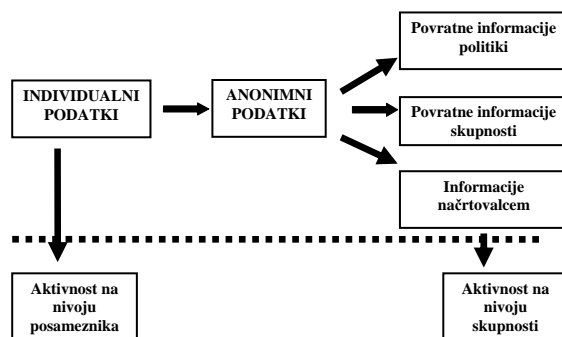 Povratne informacije
politiki
INDIVIDUALNI
PODATKI
ANONIMNI
PODATKI
Povratne informacije
skupnosti
Informacije
načrtovalcem
Aktivnost na
nivoju
posameznika
Aktivnost na
nivoju
skupnosti